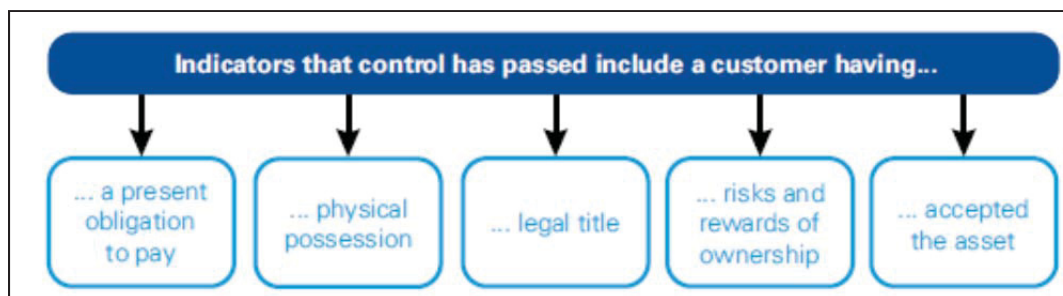 Indicators that control has passed include a customer having...
... a present
obligation
to pay
... physical
possession
... legal title
... risks and
rewards of
ownership
... accepted
the asset